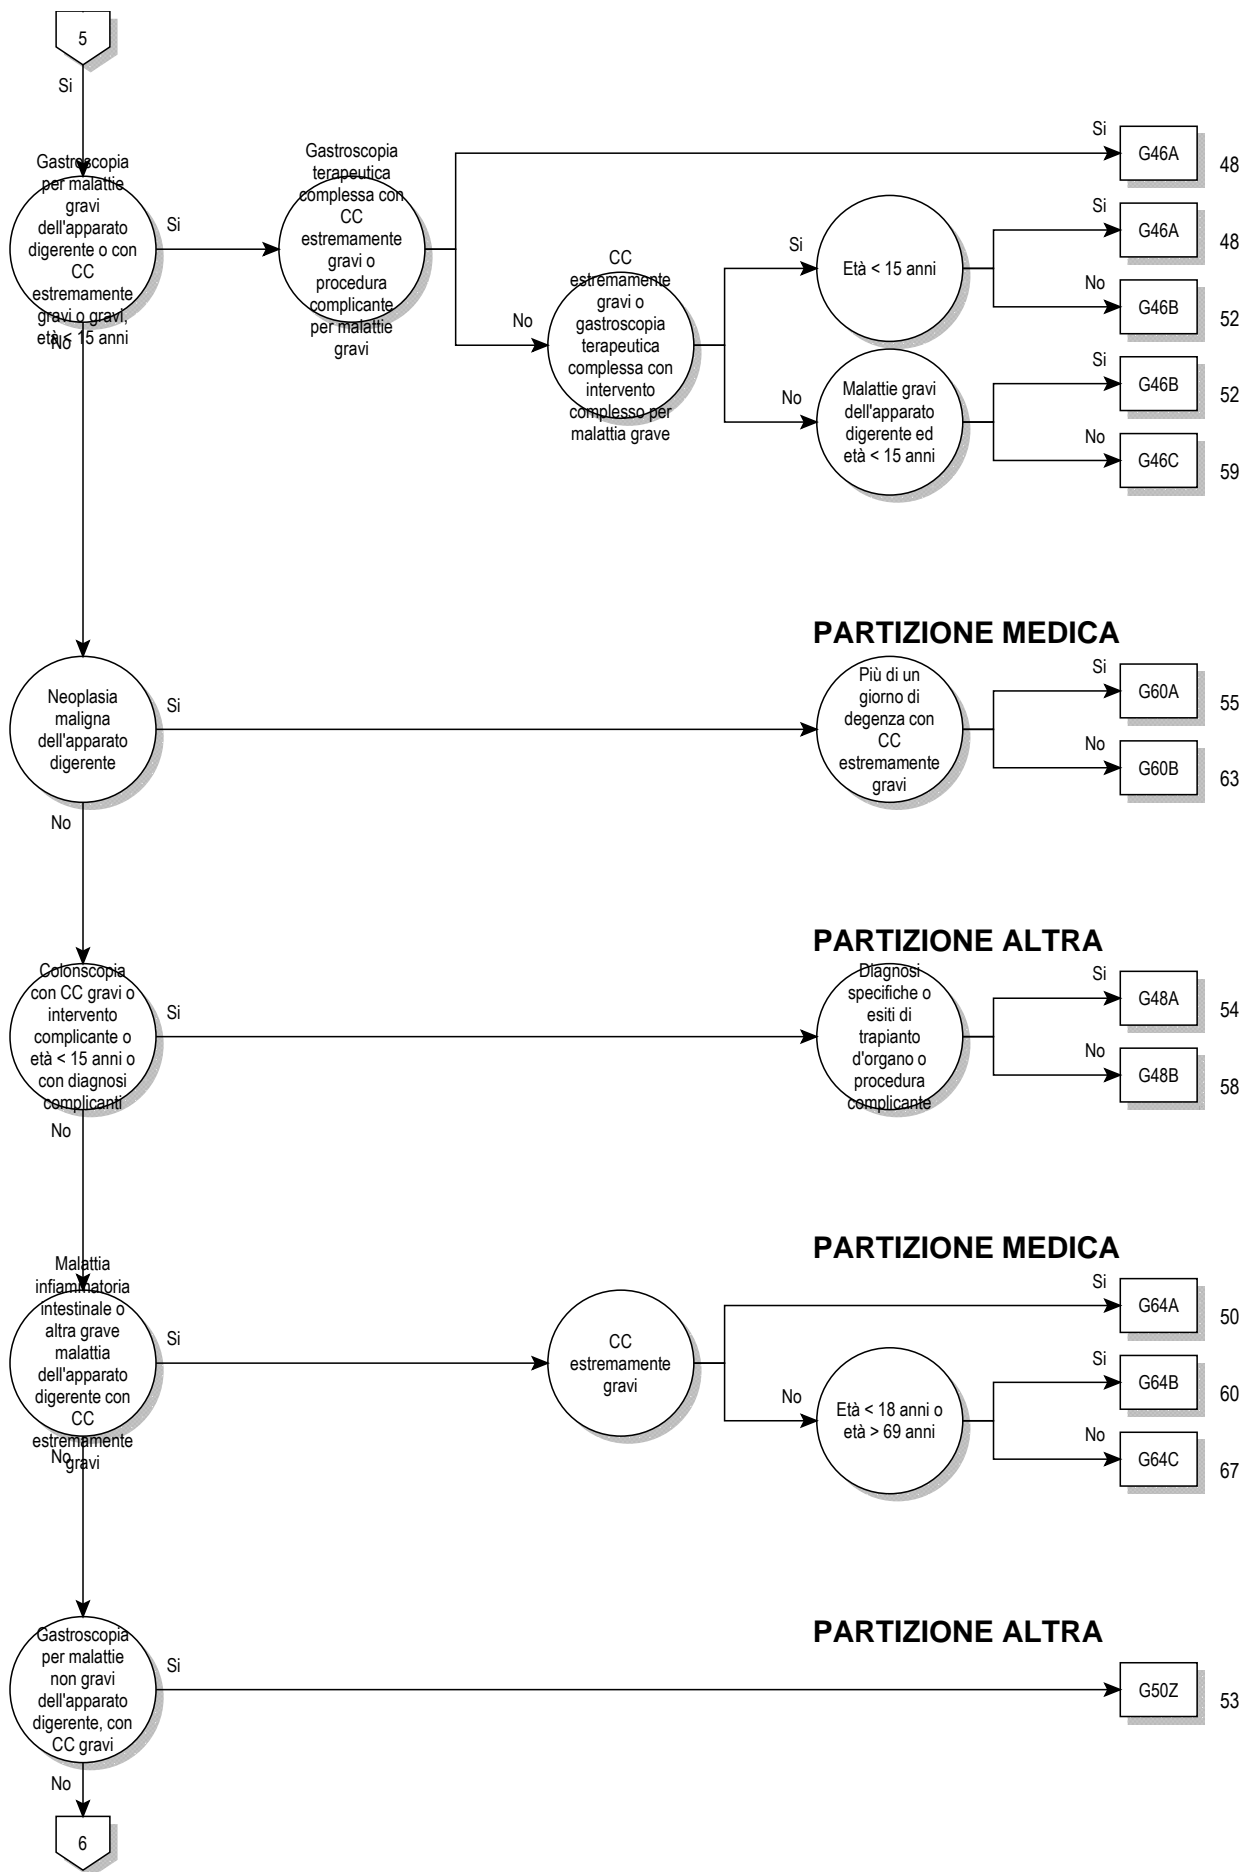 5
Si
Gastroscopia
per malattie
gravi
dell'apparato
digerente o con
CC
estremamente
gravi o gravi,
età < 15 anni
Si
No
Gastroscopia
terapeutica
complessa con
CC
estremamente
gravi o
procedura
complicante
per malattie
gravi
Si
G46A
48
No
CC
estremamente
gravi o
gastroscopia
terapeutica
complessa con
intervento
complesso per
malattia grave
Si
Età < 15 anni
Si
G46A
48
No
G46B
52
No
Malattie gravi
dell'apparato
digerente ed
età < 15 anni
Si
G46B
52
No
G46C
59
PARTIZIONE MEDICA
Neoplasia
maligna
dell'apparato
digerente
Si
No
Più di un
giorno di
degenza con
CC
estremamente
gravi
Si
G60A
55
No
G60B
63
PARTIZIONE ALTRA
Colonscopia
con CC gravi o
intervento
complicante o
età < 15 anni o
con diagnosi
complicanti
Si
No
Diagnosi
specifiche o
esiti di
trapianto
d'organo o
procedura
complicante
Si
G48A
54
No
G48B
58
PARTIZIONE MEDICA
Malattia
infiammatoria
intestinale o
altra grave
malattia
dell'apparato
digerente con
CC
estremamente
gravi
Si
No
CC
estremamente
gravi
Si
G64A
50
No
Età < 18 anni o
età > 69 anni
Si
G64B
60
No
G64C
67
PARTIZIONE ALTRA
Gastroscopia
per malattie
non gravi
dell'apparato
digerente, con
CC gravi
Si
G50Z
53
No
6